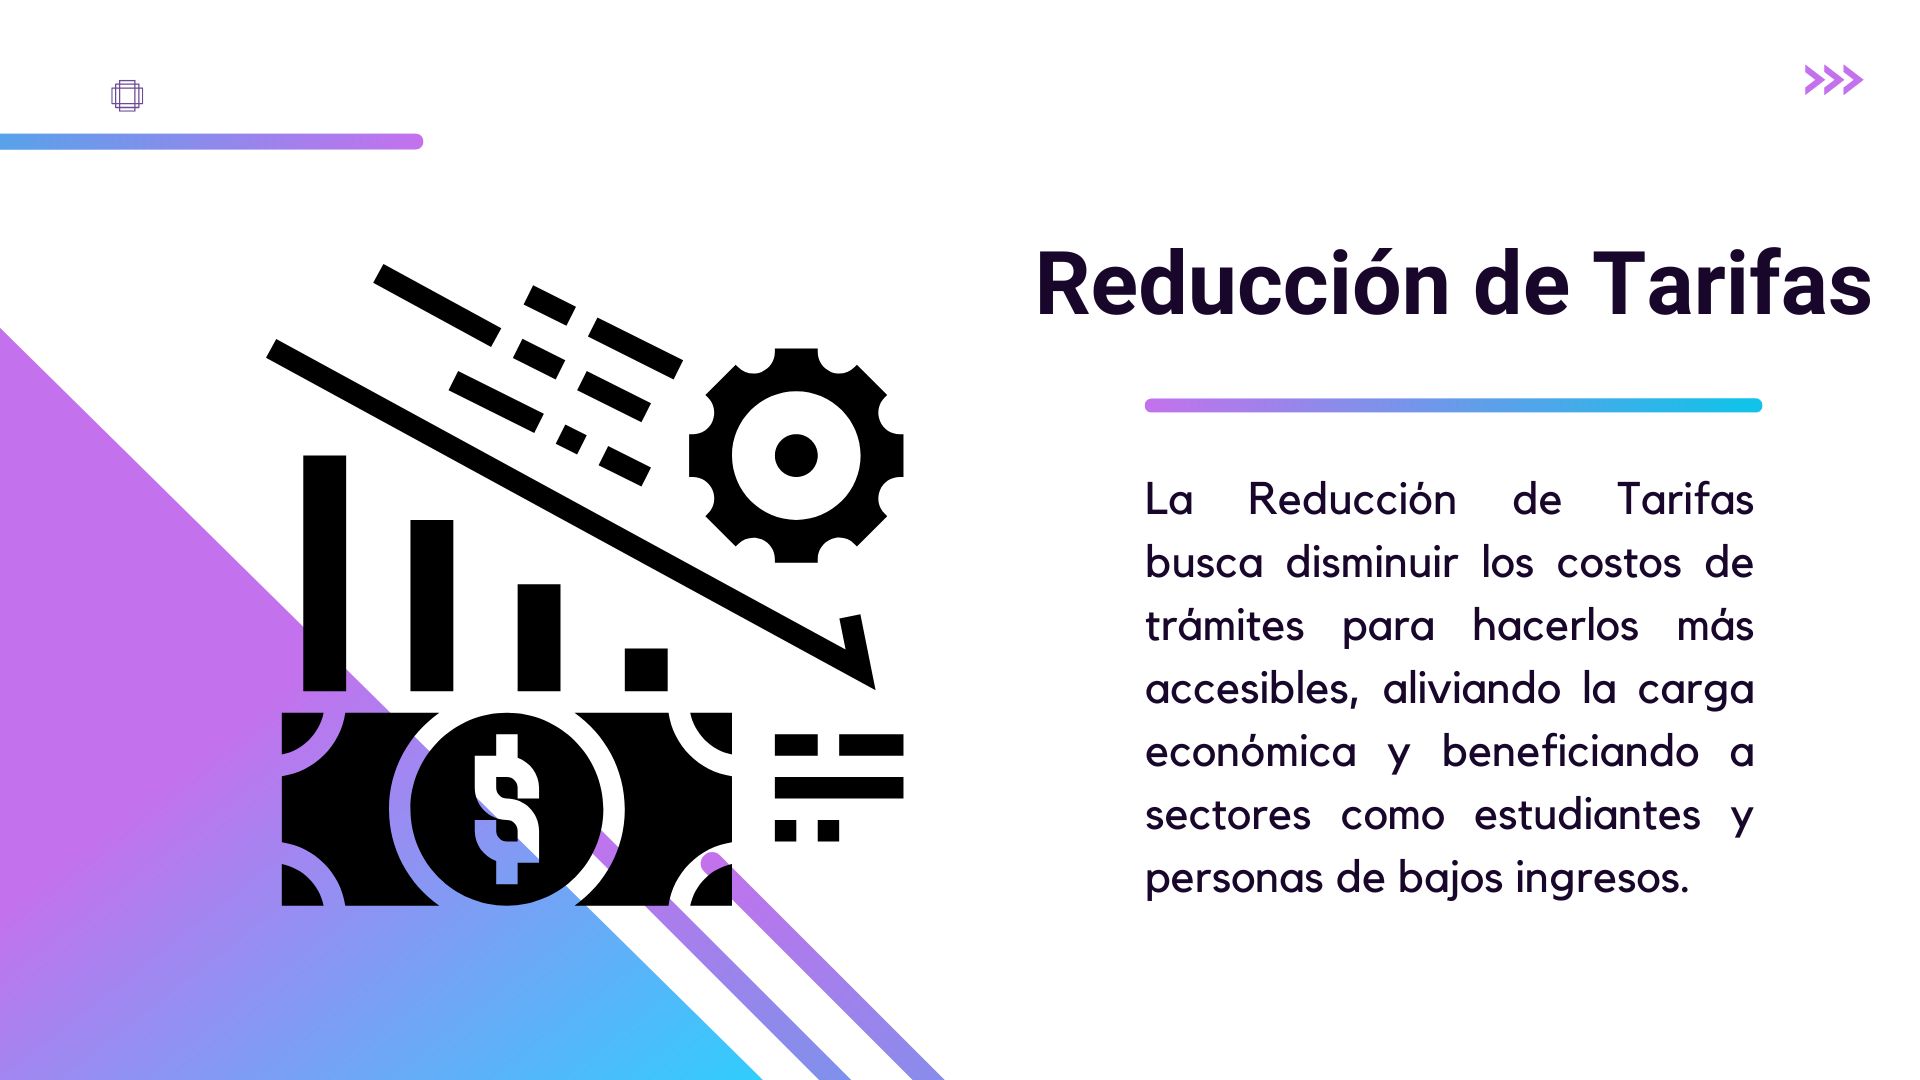 Reducción de Tarifas
La Reducción de Tarifas
busca disminuir los costos de
trámites para hacerlos más
accesibles, aliviando la carga
económica y beneficiando a
sectores como estudiantes y
personas de bajos ingresos.
$